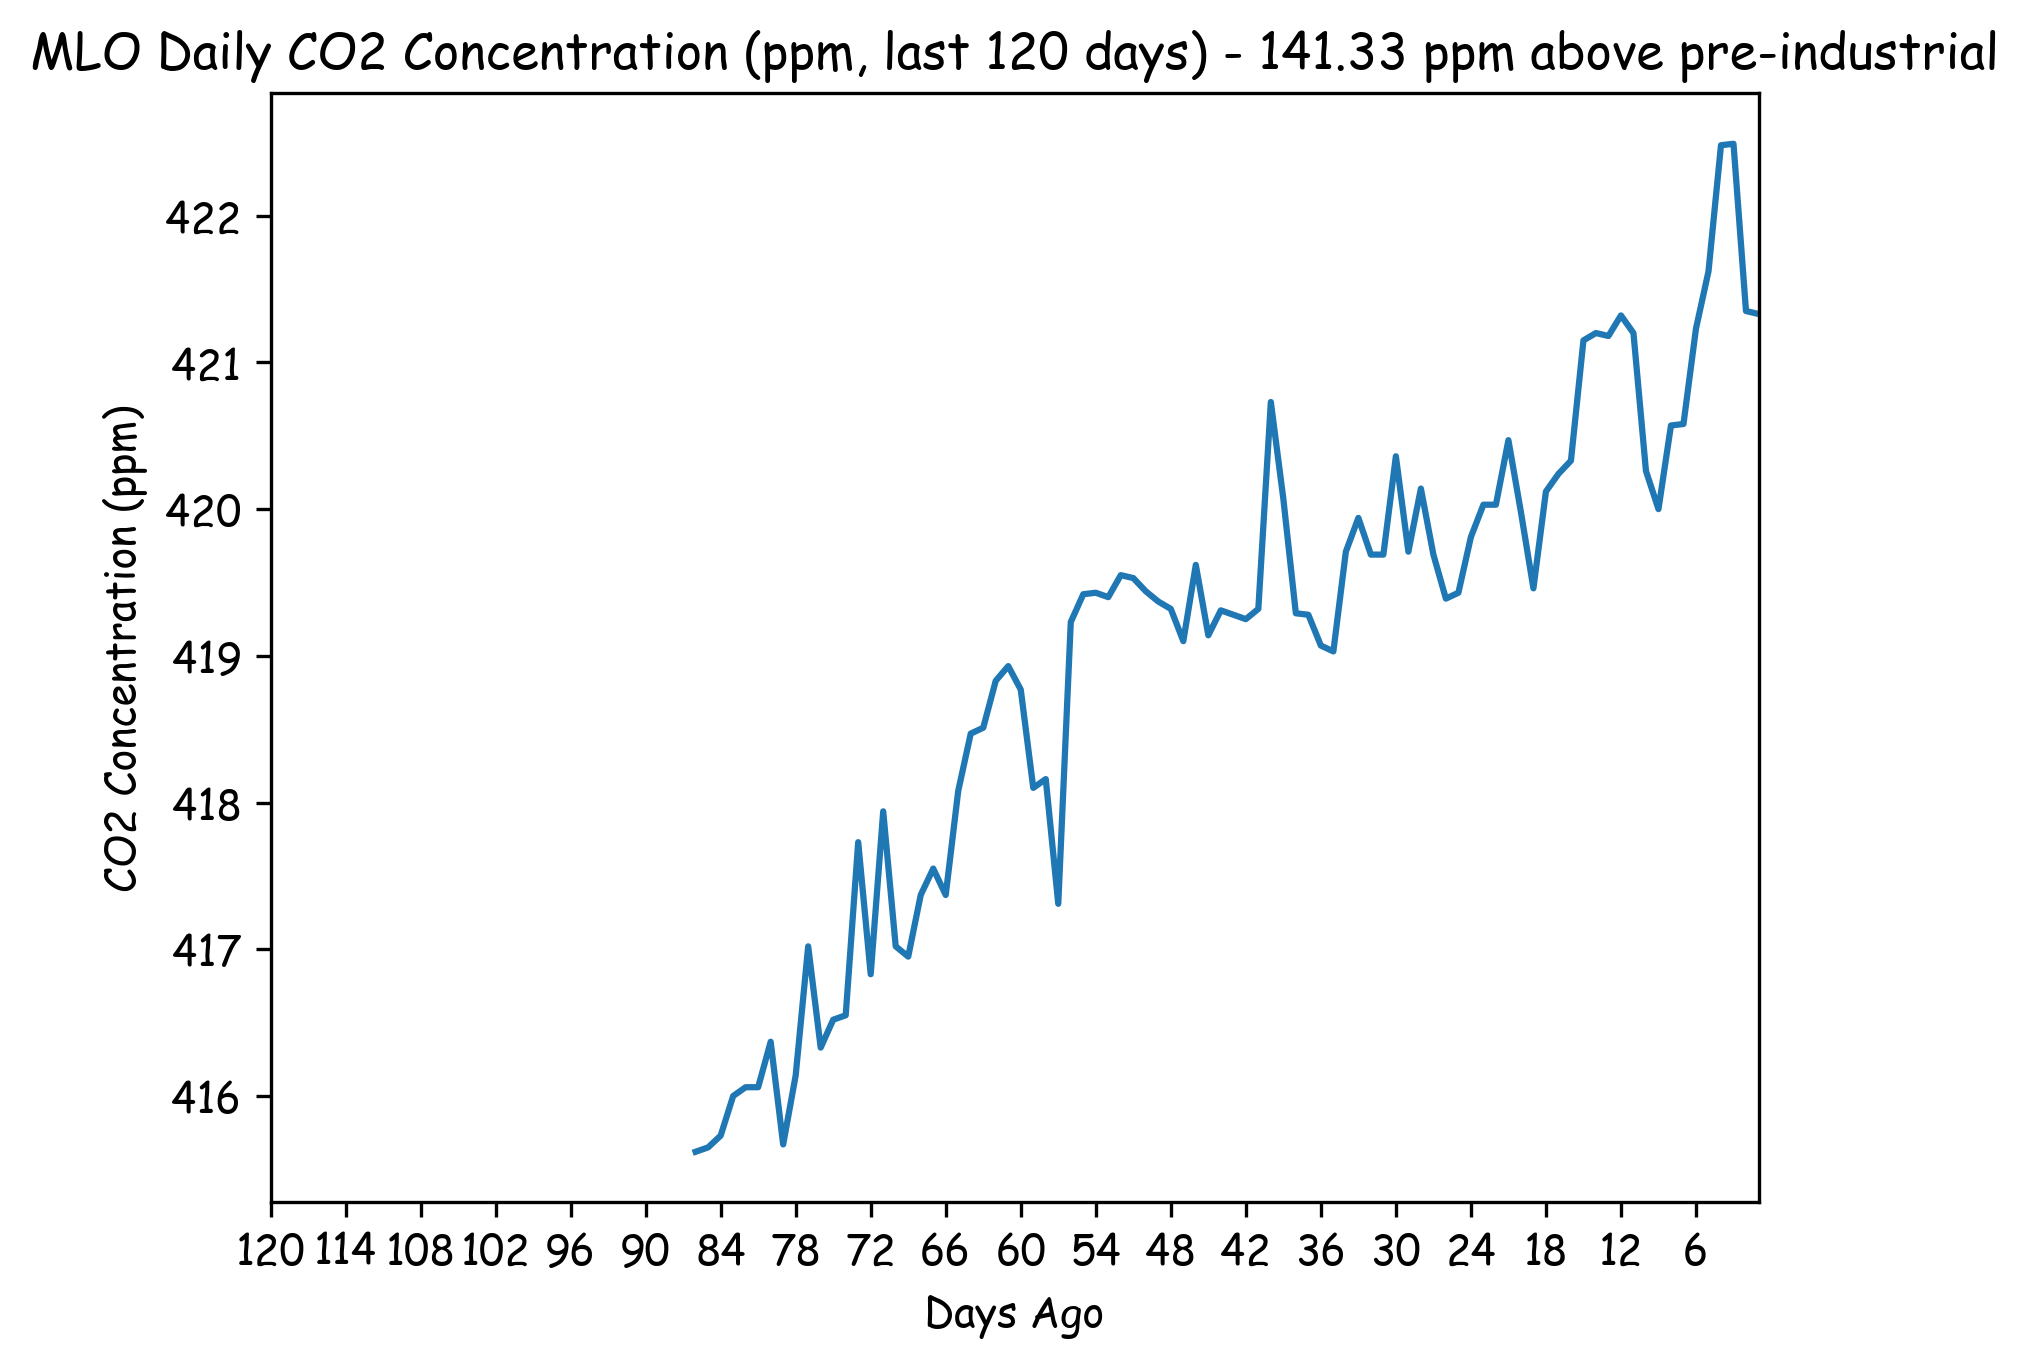 MLO Daily CO2 Concentration (ppm, last 120 days) - 141.33 ppm above pre-industrial
CO2 Concentration (ppm)
422
421
420
419
418
417
416
120 114 108 102 96 90 84 78 72 66 60 54 48 42 36 30 24 18 12 6
Days Ago